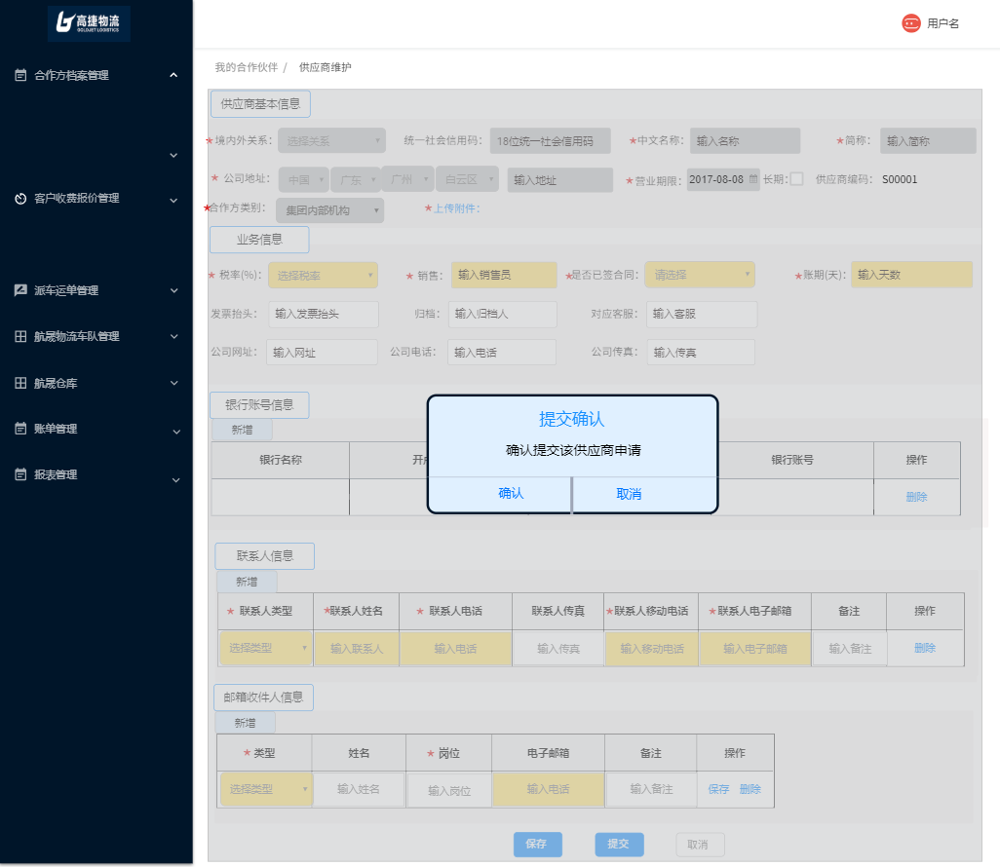 高捷物流
GOLDJET LOGISTICS
用户名
合作方档案管理
客户收费报价管理
派车运单管理
航晟物流车队管理
航晟仓库
账单管理
报表管理
我的合作伙伴 / 供应商维护
供应商基本信息
*境内外关系： 选择关系 统一社会信用码： 18位统一社会信用码 *中文名称： 输入名称 *简称： 输入简称
* 公司地址： 中国 广东 广州 白云区 输入地址 *营业期限： 2017-08-08 长期： 供应商编码： S00001
*合作方类别： 集团内部机构 *上传附件：
业务信息
* 税率(%)： 选择税率 * 销售： 输入销售员 *是否已签合同： 请选择 *账期(天)： 输入天数
发票抬头： 输入发票抬头 归档： 输入归档人 对应客服： 输入客服
公司网址： 输入网址 公司电话： 输入电话 公司传真： 输入传真
银行账号信息
新增
银行名称 开 银行账号 操作
删除
提交确认
确认提交该供应商申请
确认 取消
联系人信息
新增
* 联系人类型 *联系人姓名 * 联系人电话 联系人传真 *联系人移动电话 *联系人电子邮箱 备注 操作
选择类型 输入联系人 输入电话 输入传真 输入移动电话 输入电子邮箱 输入备注 删除
邮箱收件人信息
新增
* 类型 姓名 * 岗位 电子邮箱 备注 操作
选择类型 输入姓名 输入岗位 输入电话 输入备注 保存 删除
保存 提交 取消